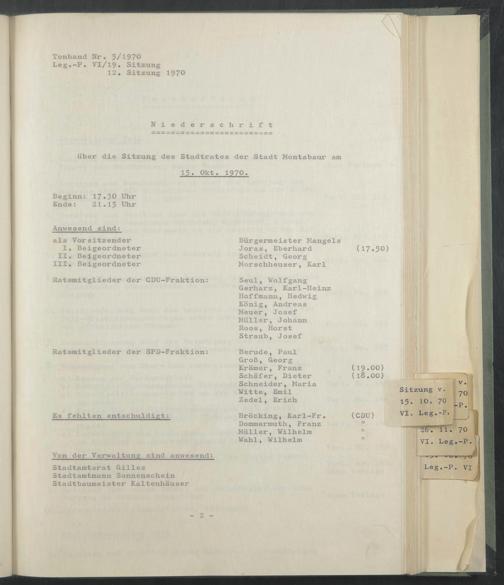 Tonband Nr. 5/1970
Leg.-P. VI/19. Sitzung
12. Sitzung 1970
N i e d e r s c h r i f t
über die Sitzung des Stadtrates der Stadt Montabaur am
15. Okt. 1970.
Beginn: 17.30 Uhr
Ende: 21.15 Uhr
Anwesend sind:
als Vorsitzender Bürgermeister Mangels
I. Beigeordneter Joras, Eberhard (17.50)
II. Beigeordneter Scheidt, Georg
III. Beigeordneter Morschheuser, Karl
Ratsmitglieder der CDU-Fraktion: Seul, Wolfgang
Gerharz, Karl-Heinz
Hoffmann, Hedwig
König, Andreas
Meuer, Josef
Müller, Johann
Roos, Horst
Straub, Josef
Ratsmitglieder der SPD-Fraktion: Berude, Paul
Groß, Georg
Krämer, Franz (19.00)
Schäfer, Dieter (18.00)
Schneider, Maria
Witte, Emil
Zedel, Erich
Es fehlten entschuldigt: Bröcking, Karl-Fr. (CDU)
Dommermuth, Franz "
Müller, Wilhelm "
Wahl, Wilhelm "
Von der Verwaltung sind anwesend:
Stadtamtsrat Gilles
Stadtamtmann Sonnenschein
Stadtbaumeister Kaltenhäuser
- 2 -
Sitzung v.
15. 10. 70
VI. Leg.-P.
v.
70
-P.
26. 11. 70
VI. Leg.-P.
Leg.-P. VI